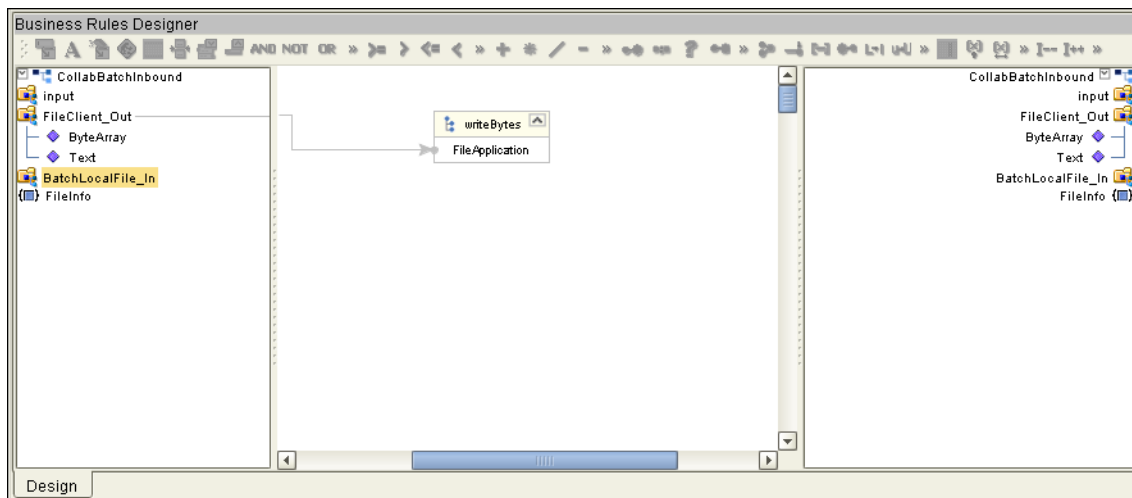 Business Rules Designer
A AND NOT OR » >= > <= < » + * / - » ? » » I-- I++ »
CollabBatchInbound
input
FileClient_Out
ByteArray
Text
BatchLocalFile_In
{} FileInfo
writeBytes
FileApplication
CollabBatchInbound
input
FileClient_Out
ByteArray
Text
BatchLocalFile_In
FileInfo {}
Design